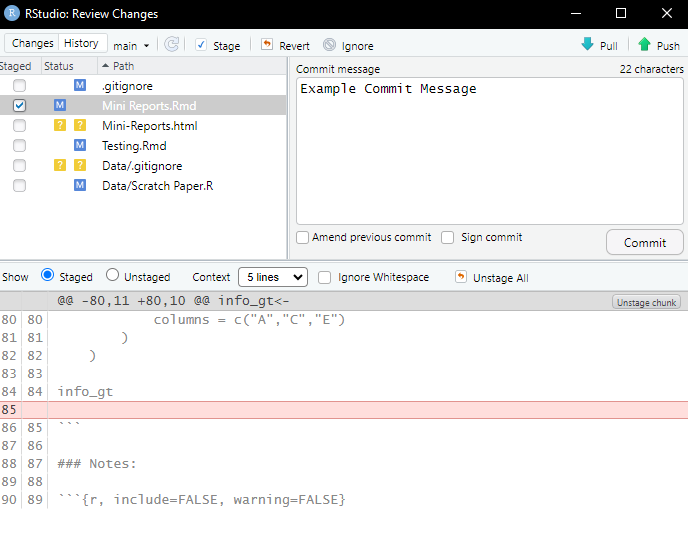 R RStudio: Review Changes
Changes History main Stage Revert Ignore Pull Push
Staged Status Path
M .gitignore
M Mini Reports.Rmd
? ? Mini-Reports.html
M Testing.Rmd
? ? Data/.gitignore
M Data/Scratch Paper.R
Commit message 22 characters
Example Commit Message
Amend previous commit Sign commit Commit
Show Staged Unstaged Context 5 lines Ignore Whitespace Unstage All
@@ -80,11 +80,10 @@ info_gt<- Unstage chunk
80 80 columns = c("A","C","E")
81 81 )
82 82 )
83 83
84 84 info_gt
85
86 85 ```
87 86
88 87 ### Notes:
89 88
90 89 ```{r, include=FALSE, warning=FALSE}